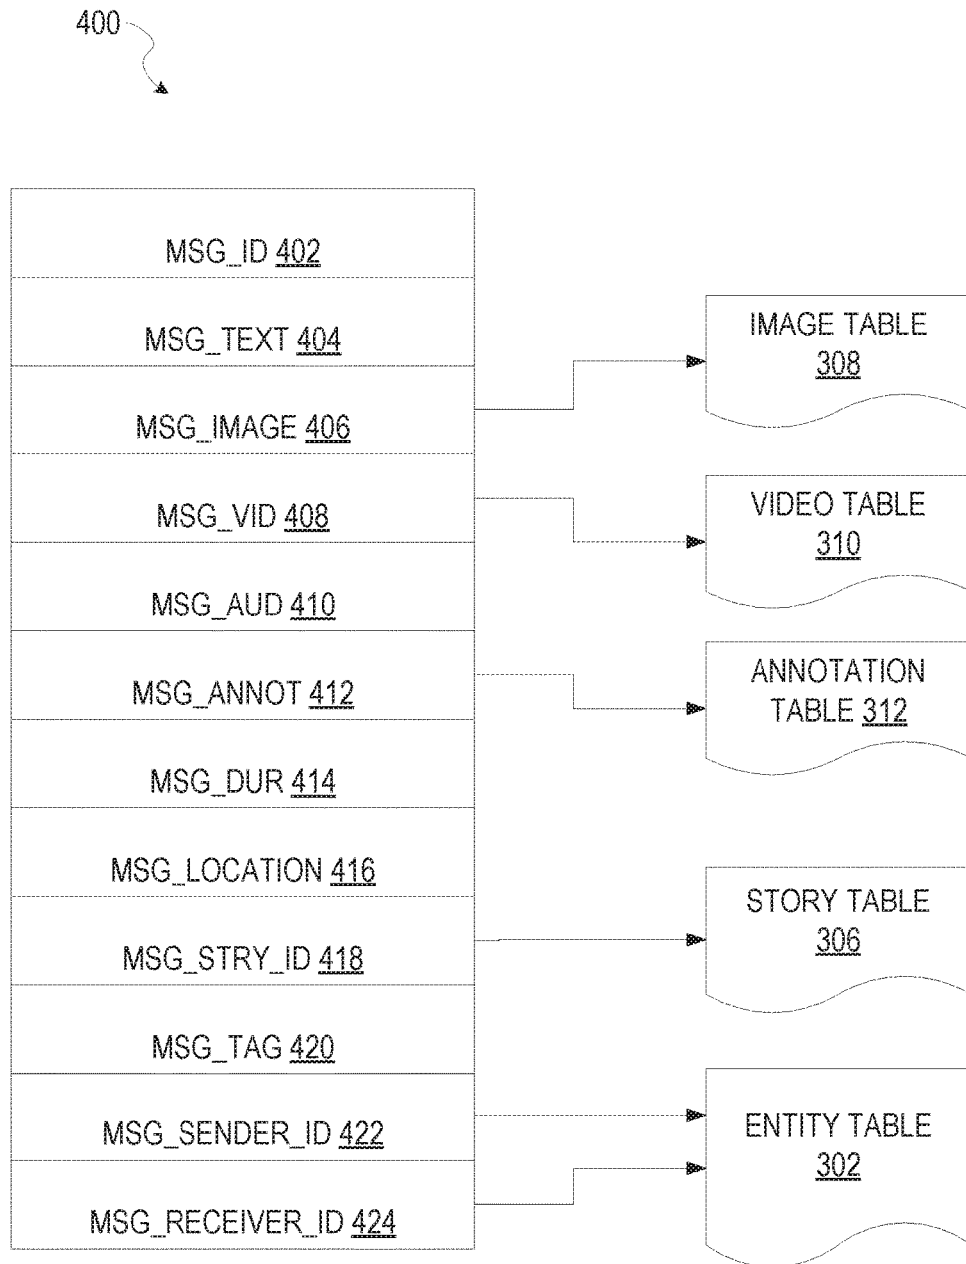 400
MSG_ID 402
MSG_TEXT 404
MSG_IMAGE 406
MSG_VID 408
MSG_AUD 410
MSG_ANNOT 412
MSG_DUR 414
MSG_LOCATION 416
MSG_STRY_ID 418
MSG_TAG 420
MSG_SENDER_ID 422
MSG_RECEIVER_ID 424
IMAGE TABLE
308
VIDEO TABLE
310
ANNOTATION
TABLE 312
STORY TABLE
306
ENTITY TABLE
302